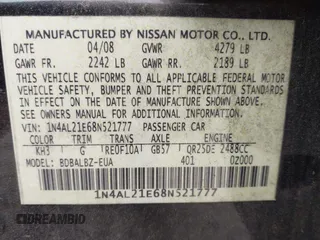 MANUFACTURED BY NISSAN MOTOR CO., LTD.
DATE 04/08 GVWR 4279 LB
GAWR FR. 2242 LB GAWR RR. 2189 LB
THIS VEHICLE CONFORMS TO ALL APPLICABLE FEDERAL MOTOR
VEHICLE SAFETY, BUMPER AND THEFT PREVENTION STANDARDS
IN EFFECT ON THE DATE OF MANUFACTURE SHOWN ABOVE.
SEE OWNERS MANUAL FOR ADDITIONAL INFORMATION.
VIN: 1N4AL21E68N521777 PASSENGER CAR
COLOR TRIM TRANS AXLE ENGINE
KH3 G RE0F10A GB57 QR25DE 2488CC
MODEL BDBALBZ-EUA 401 0Z000
1N4AL21E68N521777
DREAMBID